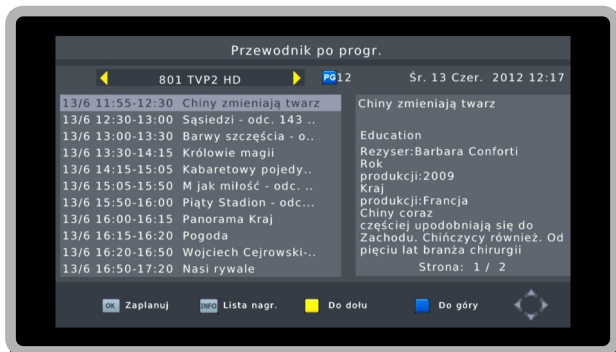 Przewodnik po progr.
801 TVP2 HD
PG12
Śr. 13 Czer. 2012 12:17
13/6 11:55-12:30 Chiny zmieniają twarz
13/6 12:30-13:00 Sąsiedzi - odc. 143 ..
13/6 13:00-13:30 Barwy szczęścia - o..
13/6 13:30-14:15 Królowie magii
13/6 14:15-15:05 Kabaretowy pojedy..
13/6 15:05-15:50 M jak miłość - odc. ..
13/6 15:50-16:00 Piąty Stadion - odc...
13/6 16:00-16:15 Panorama Kraj
13/6 16:15-16:20 Pogoda
13/6 16:20-16:50 Wojciech Cejrowski-..
13/6 16:50-17:20 Nasi rywale
Chiny zmieniają twarz
Education
Rezyser:Barbara Conforti
Rok
produkcji:2009
Kraj
produkcji:Francja
Chiny coraz
częściej upodobniają się do
Zachodu. Chińczycy również. Od
pięciu lat branża chirurgii
Strona: 1 / 2
OK Zaplanuj
INFO Lista nagr.
Do dołu
Do góry